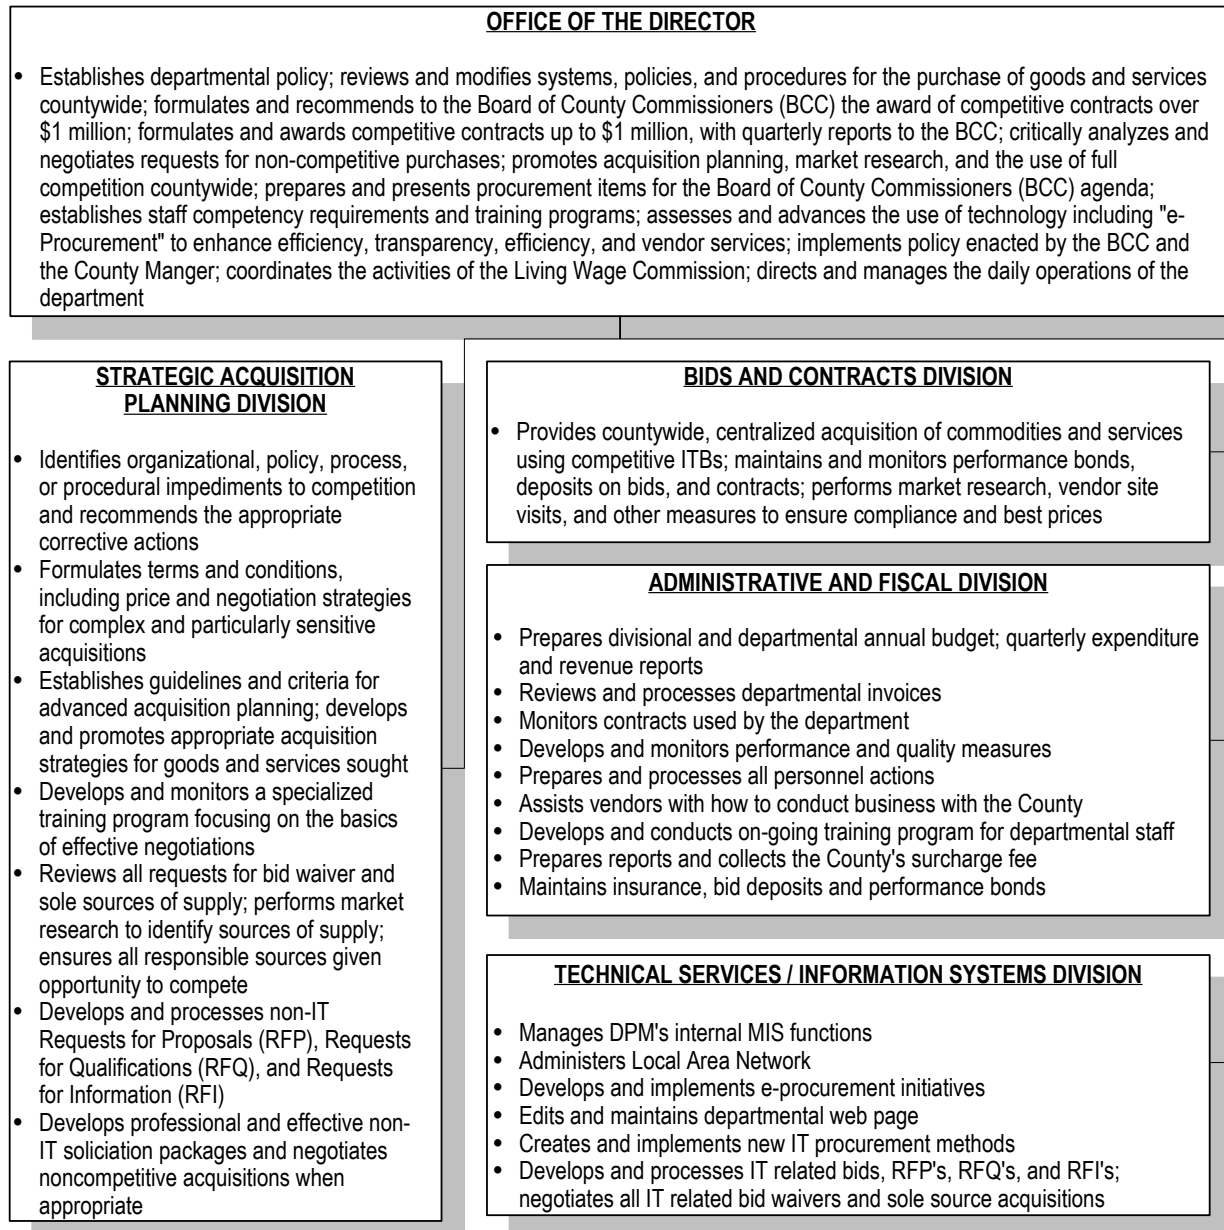 OFFICE OF THE DIRECTOR
• Establishes departmental policy; reviews and modifies systems, policies, and procedures for the purchase of goods and services
countywide; formulates and recommends to the Board of County Commissioners (BCC) the award of competitive contracts over
$1 million; formulates and awards competitive contracts up to $1 million, with quarterly reports to the BCC; critically analyzes and
negotiates requests for non-competitive purchases; promotes acquisition planning, market research, and the use of full
competition countywide; prepares and presents procurement items for the Board of County Commissioners (BCC) agenda;
establishes staff competency requirements and training programs; assesses and advances the use of technology including "e-
Procurement" to enhance efficiency, transparency, efficiency, and vendor services; implements policy enacted by the BCC and
the County Manger; coordinates the activities of the Living Wage Commission; directs and manages the daily operations of the
department
STRATEGIC ACQUISITION
PLANNING DIVISION
• Identifies organizational, policy, process,
or procedural impediments to competition
and recommends the appropriate
corrective actions
• Formulates terms and conditions,
including price and negotiation strategies
for complex and particularly sensitive
acquisitions
• Establishes guidelines and criteria for
advanced acquisition planning; develops
and promotes appropriate acquisition
strategies for goods and services sought
• Develops and monitors a specialized
training program focusing on the basics
of effective negotiations
• Reviews all requests for bid waiver and
sole sources of supply; performs market
research to identify sources of supply;
ensures all responsible sources given
opportunity to compete
• Develops and processes non-IT
Requests for Proposals (RFP), Requests
for Qualifications (RFQ), and Requests
for Information (RFI)
• Develops professional and effective non-
IT soliciation packages and negotiates
noncompetitive acquisitions when
appropriate
BIDS AND CONTRACTS DIVISION
• Provides countywide, centralized acquisition of commodities and services
using competitive ITBs; maintains and monitors performance bonds,
deposits on bids, and contracts; performs market research, vendor site
visits, and other measures to ensure compliance and best prices
ADMINISTRATIVE AND FISCAL DIVISION
• Prepares divisional and departmental annual budget; quarterly expenditure
and revenue reports
• Reviews and processes departmental invoices
• Monitors contracts used by the department
• Develops and monitors performance and quality measures
• Prepares and processes all personnel actions
• Assists vendors with how to conduct business with the County
• Develops and conducts on-going training program for departmental staff
• Prepares reports and collects the County's surcharge fee
• Maintains insurance, bid deposits and performance bonds
TECHNICAL SERVICES / INFORMATION SYSTEMS DIVISION
• Manages DPM's internal MIS functions
• Administers Local Area Network
• Develops and implements e-procurement initiatives
• Edits and maintains departmental web page
• Creates and implements new IT procurement methods
• Develops and processes IT related bids, RFP's, RFQ's, and RFI's;
negotiates all IT related bid waivers and sole source acquisitions